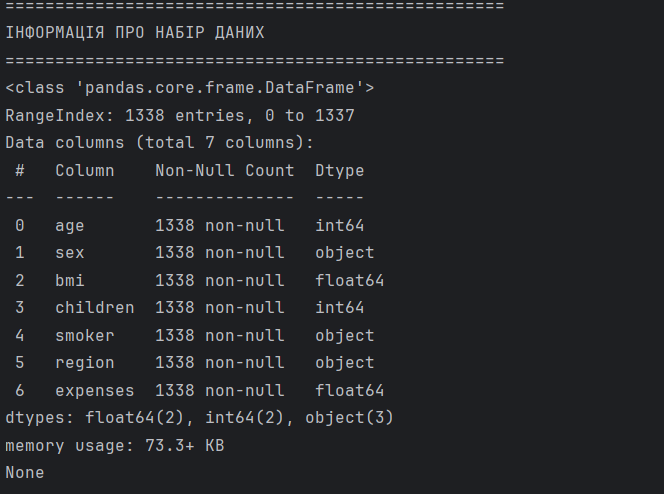 ==================================================
ІНФОРМАЦІЯ ПРО НАБІР ДАНИХ
==================================================
<class 'pandas.core.frame.DataFrame'>
RangeIndex: 1338 entries, 0 to 1337
Data columns (total 7 columns):
 #   Column    Non-Null Count  Dtype
---  ------    --------------  -----
 0   age       1338 non-null   int64
 1   sex       1338 non-null   object
 2   bmi       1338 non-null   float64
 3   children  1338 non-null   int64
 4   smoker    1338 non-null   object
 5   region    1338 non-null   object
 6   expenses  1338 non-null   float64
dtypes: float64(2), int64(2), object(3)
memory usage: 73.3+ KB
None